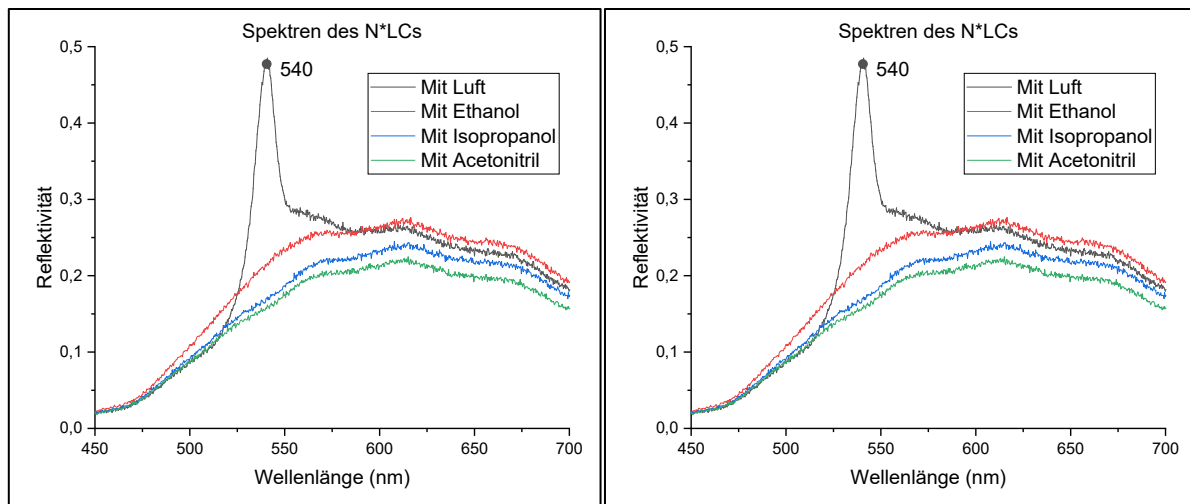 Spektren des N*LCs
0,5
0,4
0,3
0,2
0,1
0,0
Reflektivität
540
Mit Luft
Mit Ethanol
Mit Isopropanol
Mit Acetonitril
450
500
550
600
650
700
Wellenlänge (nm)
Spektren des N*LCs
0,5
0,4
0,3
0,2
0,1
0,0
Reflektivität
540
Mit Luft
Mit Ethanol
Mit Isopropanol
Mit Acetonitril
450
500
550
600
650
700
Wellenlänge (nm)